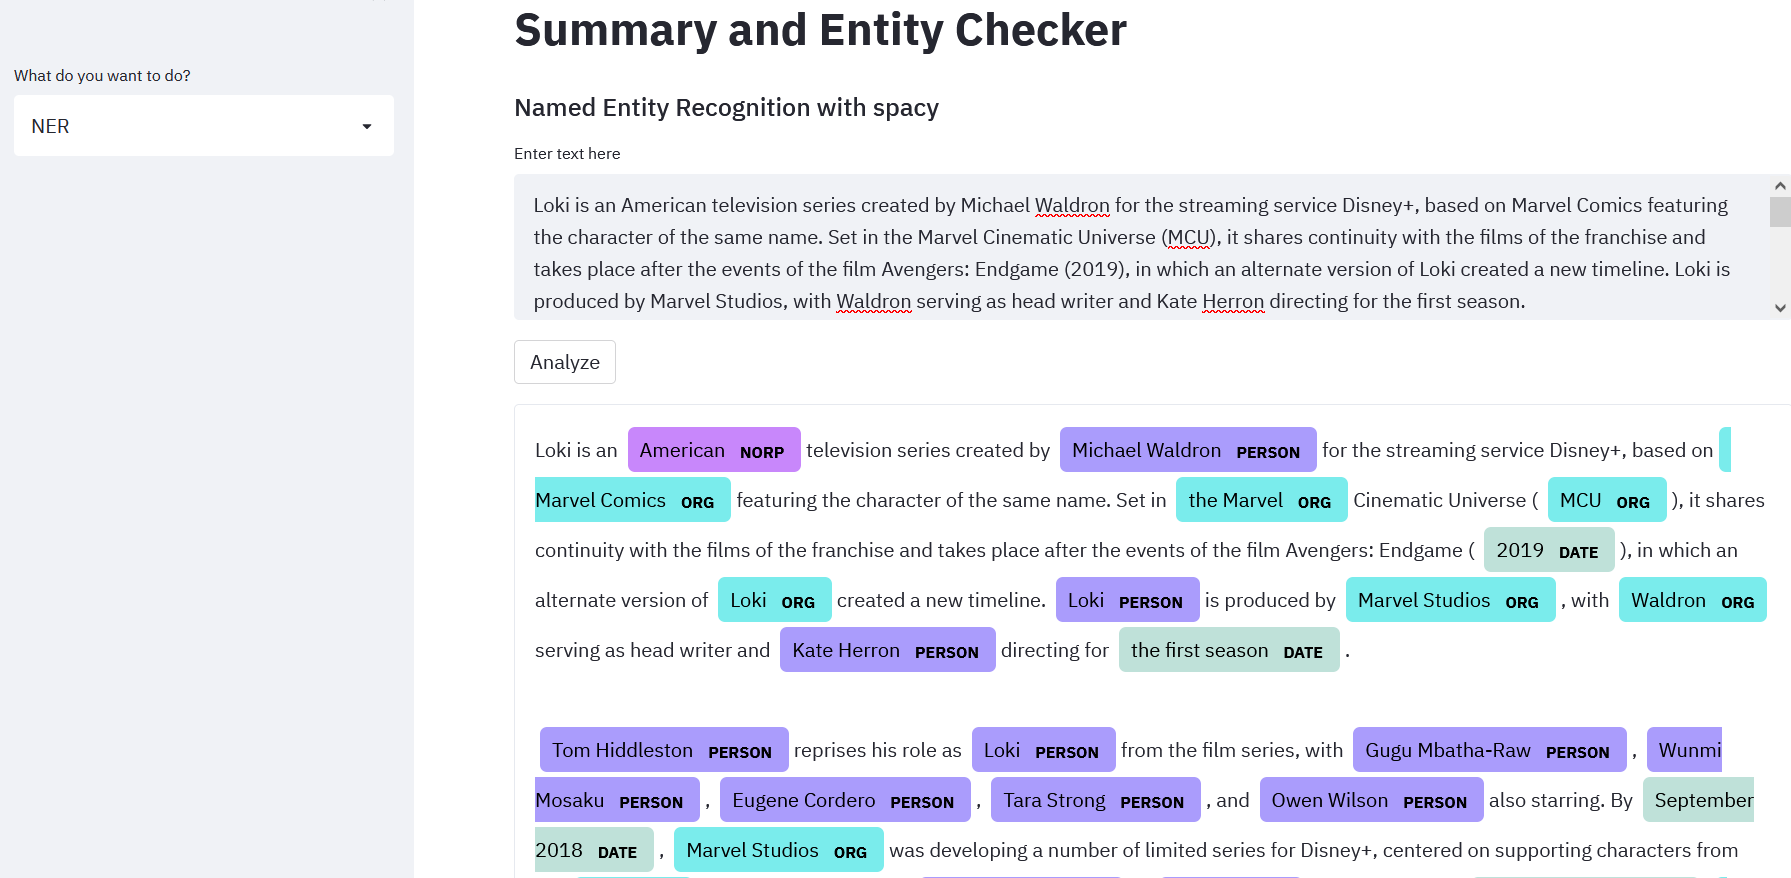 Summary and Entity Checker
What do you want to do?
NER
Named Entity Recognition with spacy
Enter text here
Loki is an American television series created by Michael Waldron for the streaming service Disney+, based on Marvel Comics featuring
the character of the same name. Set in the Marvel Cinematic Universe (MCU), it shares continuity with the films of the franchise and
takes place after the events of the film Avengers: Endgame (2019), in which an alternate version of Loki created a new timeline. Loki is
produced by Marvel Studios, with Waldron serving as head writer and Kate Herron directing for the first season.
Analyze
Loki is an American NORP television series created by Michael Waldron PERSON for the streaming service Disney+, based on
Marvel Comics ORG featuring the character of the same name. Set in the Marvel ORG Cinematic Universe ( MCU ORG ), it shares
continuity with the films of the franchise and takes place after the events of the film Avengers: Endgame ( 2019 DATE ), in which an
alternate version of Loki ORG created a new timeline. Loki PERSON is produced by Marvel Studios ORG , with Waldron ORG
serving as head writer and Kate Herron PERSON directing for the first season DATE .
Tom Hiddleston PERSON reprises his role as Loki PERSON from the film series, with Gugu Mbatha-Raw PERSON , Wunmi
Mosaku PERSON , Eugene Cordero PERSON , Tara Strong PERSON , and Owen Wilson PERSON also starring. By September
2018 DATE , Marvel Studios ORG was developing a number of limited series for Disney+, centered on supporting characters from